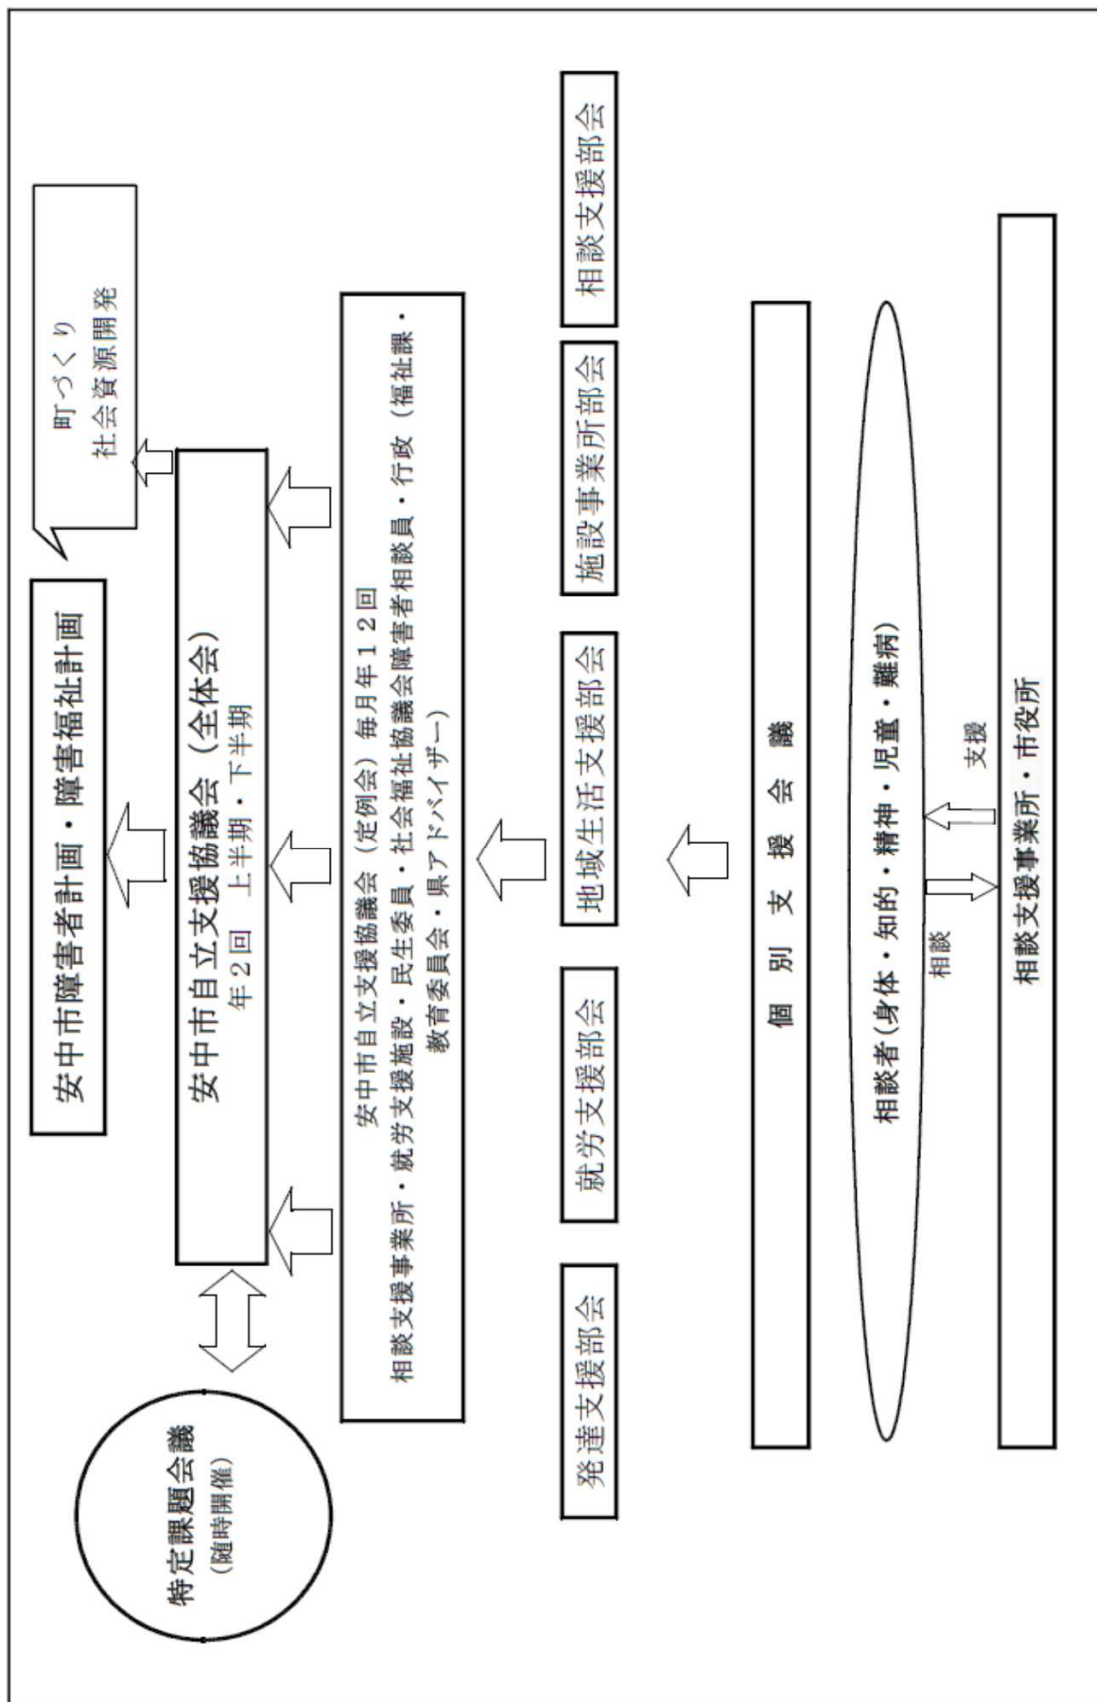 町づくり
社会資源開発
安中市障害者計画・障害福祉計画
特定課題会議
(随時開催)
安中市自立支援協議会（全体会）
年２回　上半期・下半期
安中市自立支援協議会（定例会）毎月年１２回
相談支援事業所・就労支援施設・民生委員・社会福祉協議会障害者相談員・行政（福祉課・
教育委員会・県アドバイザー）
発達支援部会
就労支援部会
地域生活支援部会
施設事業所部会
相談支援部会
個　別　支　援　会　議
相談者(身体・知的・精神・児童・難病)
相談
支援
相談支援事業所・市役所